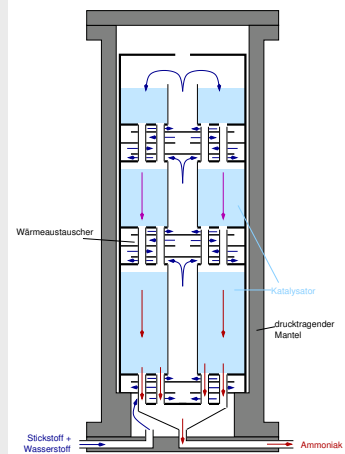 Wärmeaustauscher
Katalysator
drucktragender
Mantel
Stickstoff +
Wasserstoff
Ammoniak